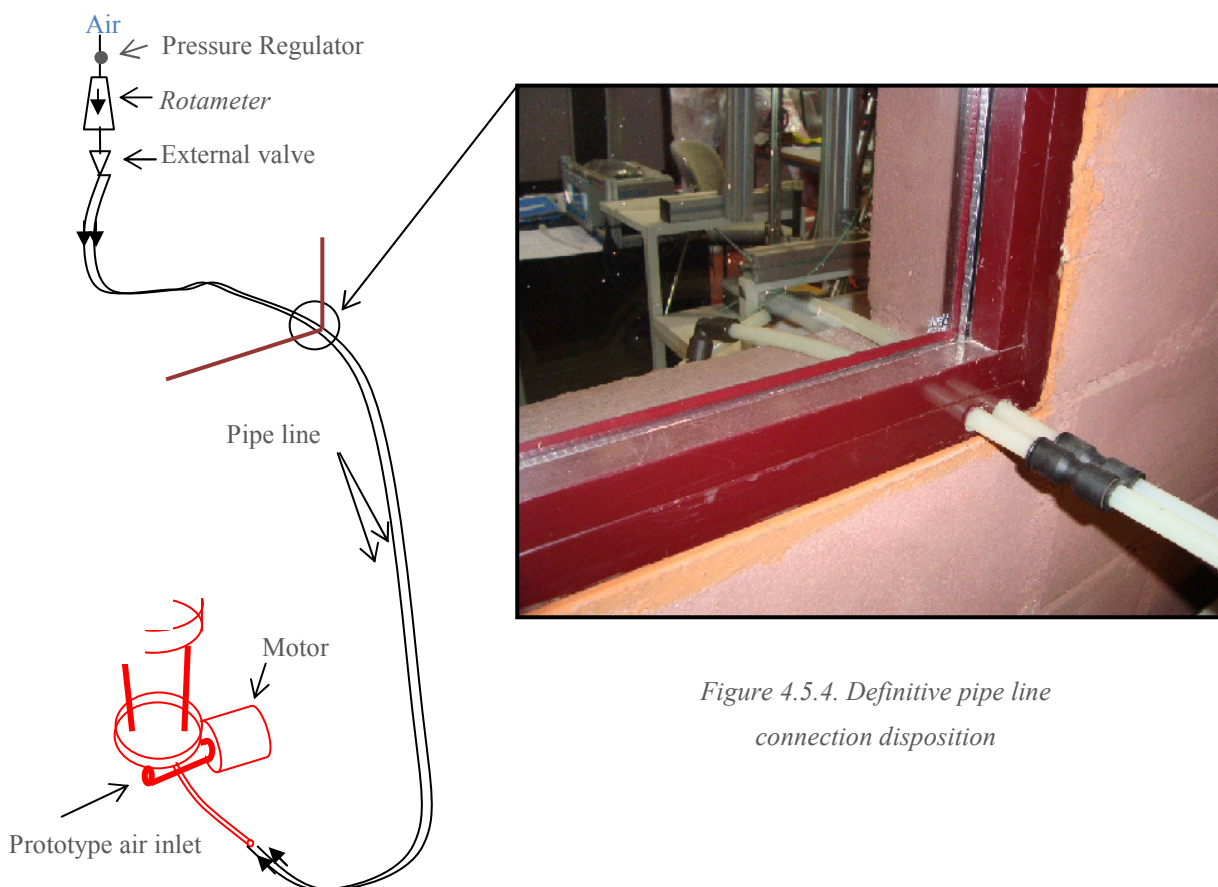 Air
Pressure Regulator
Rotameter
External valve
Pipe line
Motor
Prototype air inlet
Figure 4.5.4. Definitive pipe line
connection disposition